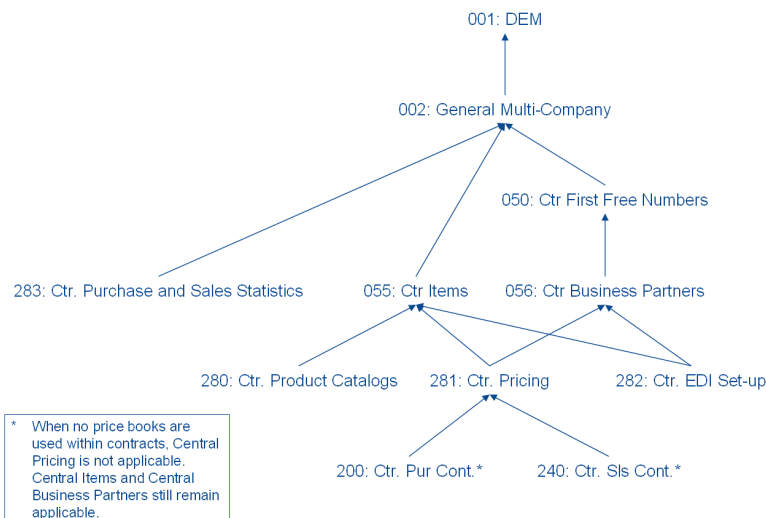 001: DEM
002: General Multi-Company
050: Ctr First Free Numbers
283: Ctr. Purchase and Sales Statistics
055: Ctr Items
056: Ctr Business Partners
280: Ctr. Product Catalogs
281: Ctr. Pricing
282: Ctr. EDI Set-up
* When no price books are
used within contracts, Central
Pricing is not applicable.
Central Items and Central
Business Partners still remain
applicable.
200: Ctr. Pur Cont.*
240: Ctr. Sls Cont.*